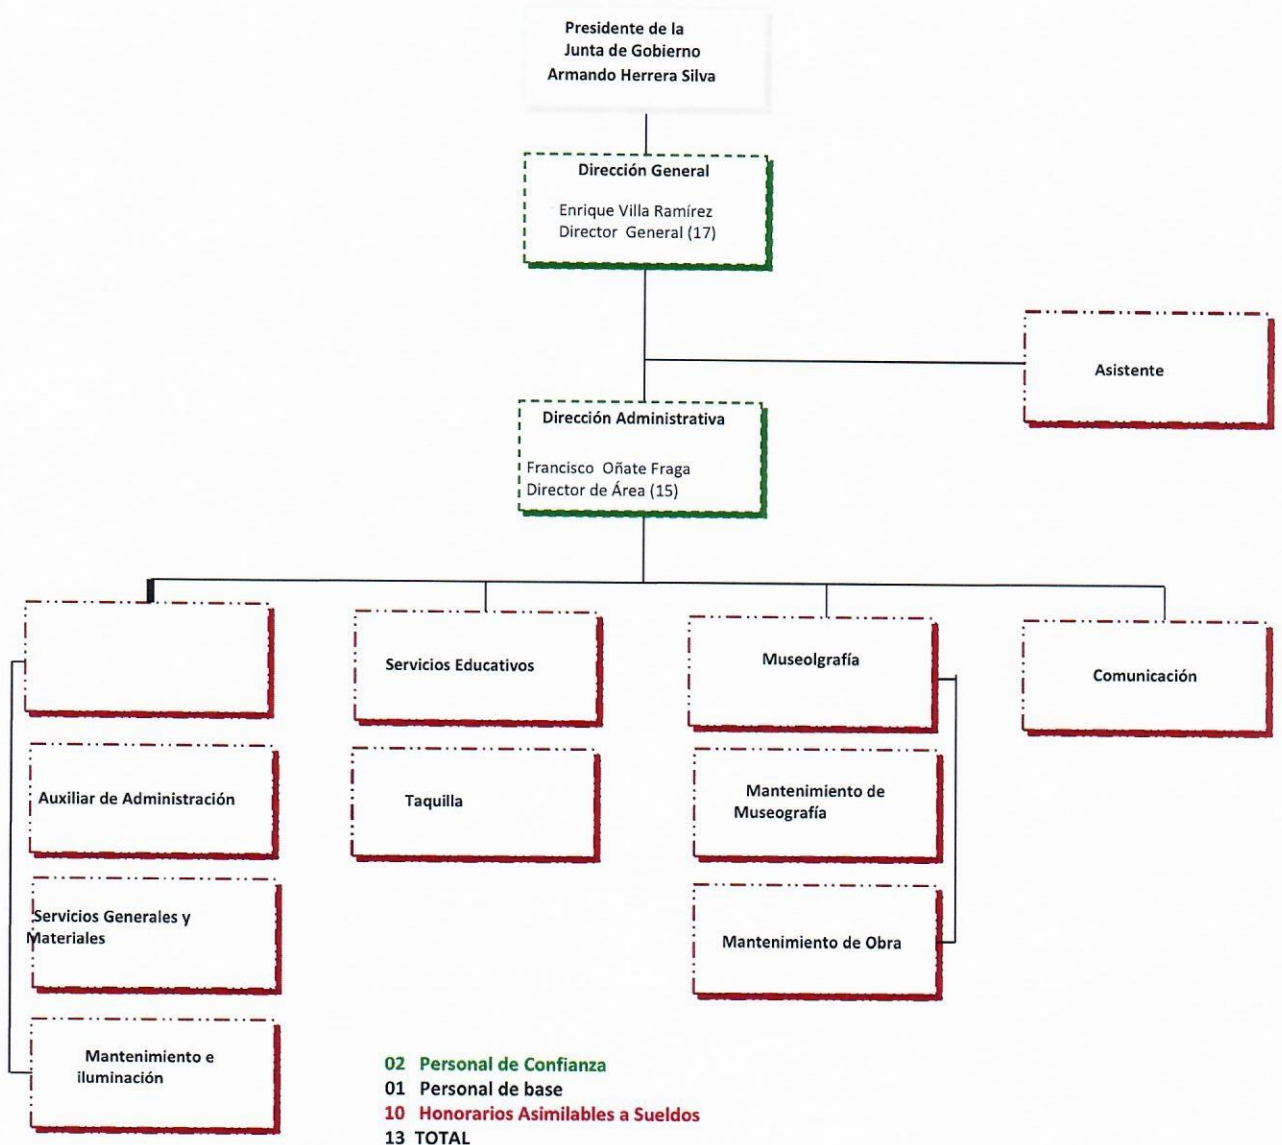 Presidente de la
Junta de Gobierno
Armando Herrera Silva
Dirección General
Enrique Villa Ramírez
Director General (17)
Asistente
Dirección Administrativa
Francisco Oñate Fraga
Director de Área (15)
Servicios Educativos
Museolgrafía
Comunicación
Auxiliar de Administración
Taquilla
Mantenimiento de
Museografía
Servicios Generales y
Materiales
Mantenimiento de Obra
Mantenimiento e
iluminación
02 Personal de Confianza
01 Personal de base
10 Honorarios Asimilables a Sueldos
13 TOTAL